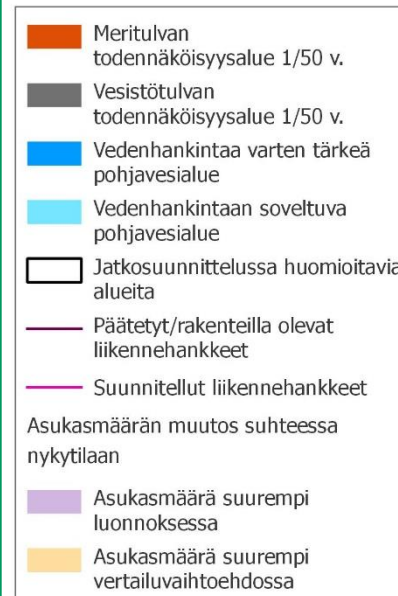 Meritulvan
todennäköisyysalue 1/50 v.
Vesistötulvan
todennäköisyysalue 1/50 v.
Vedenhankintaa varten tärkeä
pohjavesialue
Vedenhankintaan soveltuva
pohjavesialue
Jatkosuunnittelussa huomioitavia
alueita
Päätetyt/rakenteilla olevat
liikennehankkeet
Suunnitellut liikennehankkeet
Asukasmäärän muutos suhteessa
nykytilaan
Asukasmäärä suurempi
luonnoksessa
Asukasmäärä suurempi
vertailuvaihtoehdossa